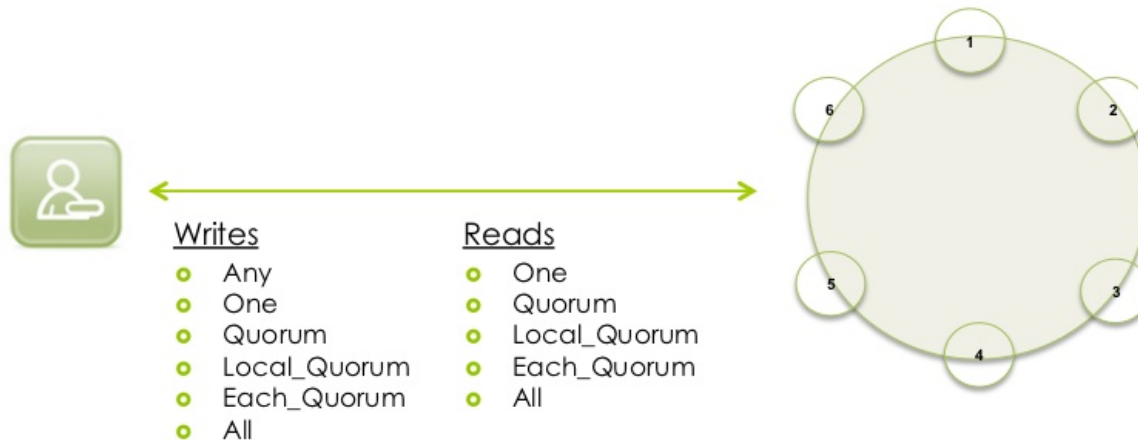 Writes
Any
One
Quorum
Local_Quorum
Each_Quorum
All
Reads
One
Quorum
Local_Quorum
Each_Quorum
All
1
2
3
4
5
6